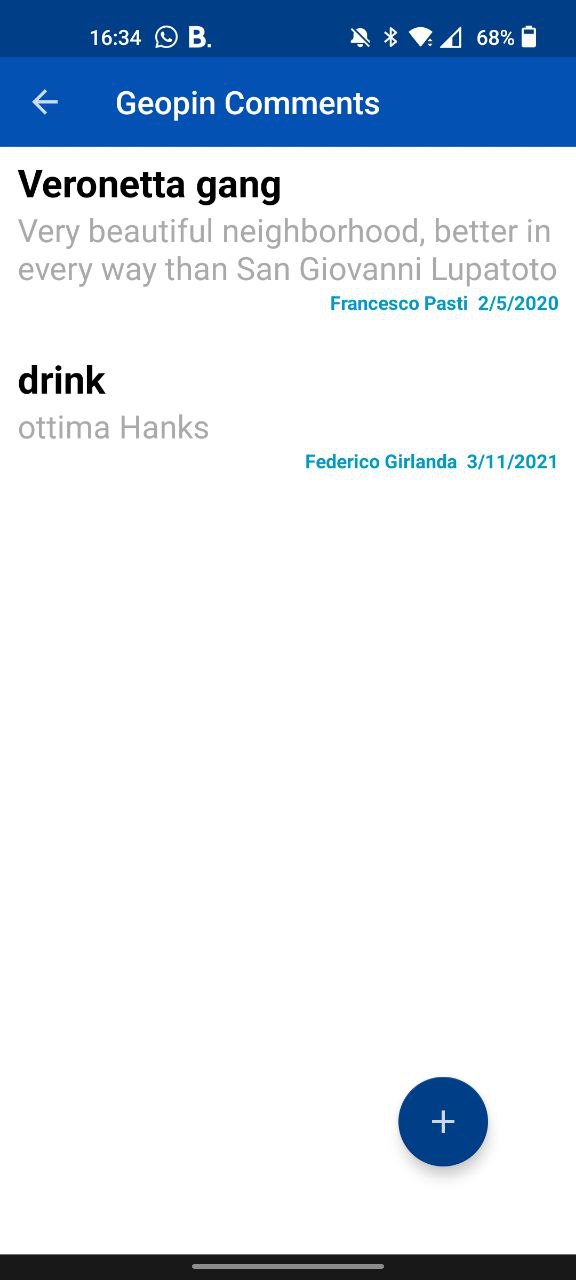 16:34 B. 68%
Geopin Comments
Veronetta gang
Very beautiful neighborhood, better in
every way than San Giovanni Lupatoto
Francesco Pasti 2/5/2020
drink
ottima Hanks
Federico Girlanda 3/11/2021
+